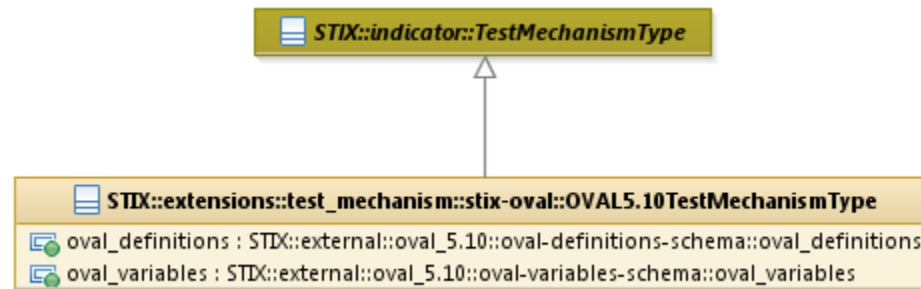 STIX::indicator::TestMechanismType
STIX::extensions::test_mechanism::stix-oval::OVAL5.10TestMechanismType
oval_definitions : STIX::external::oval_5.10::oval-definitions-schema::oval_definitions
oval_variables : STIX::external::oval_5.10::oval-variables-schema::oval_variables